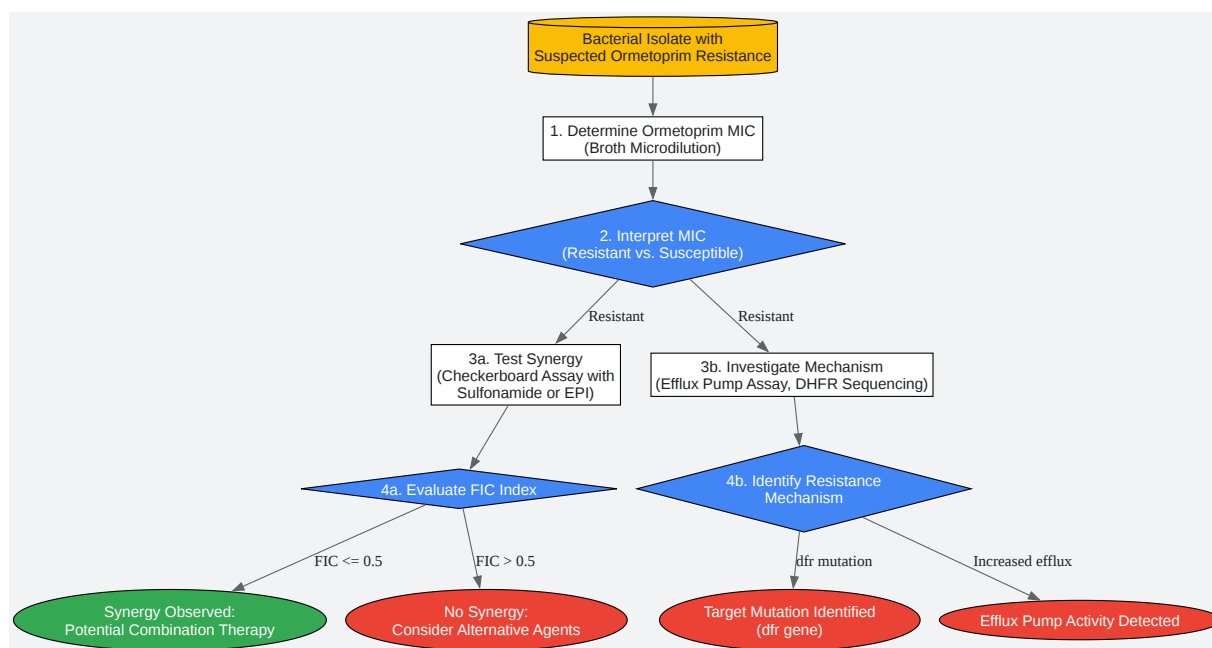 Bacterial Isolate with
Suspected Ormetoprim Resistance
1. Determine Ormetoprim MIC
(Broth Microdilution)
2. Interpret MIC
(Resistant vs. Susceptible)
Resistant
Resistant
3a. Test Synergy
(Checkerboard Assay with
Sulfonamide or EPI)
3b. Investigate Mechanism
(Efflux Pump Assay, DHFR Sequencing)
4a. Evaluate FIC Index
4b. Identify Resistance
Mechanism
FIC <= 0.5
FIC > 0.5
dfr mutation
Increased efflux
Synergy Observed:
Potential Combination Therapy
No Synergy:
Consider Alternative Agents
Target Mutation Identified
(dfr gene)
Efflux Pump Activity Detected